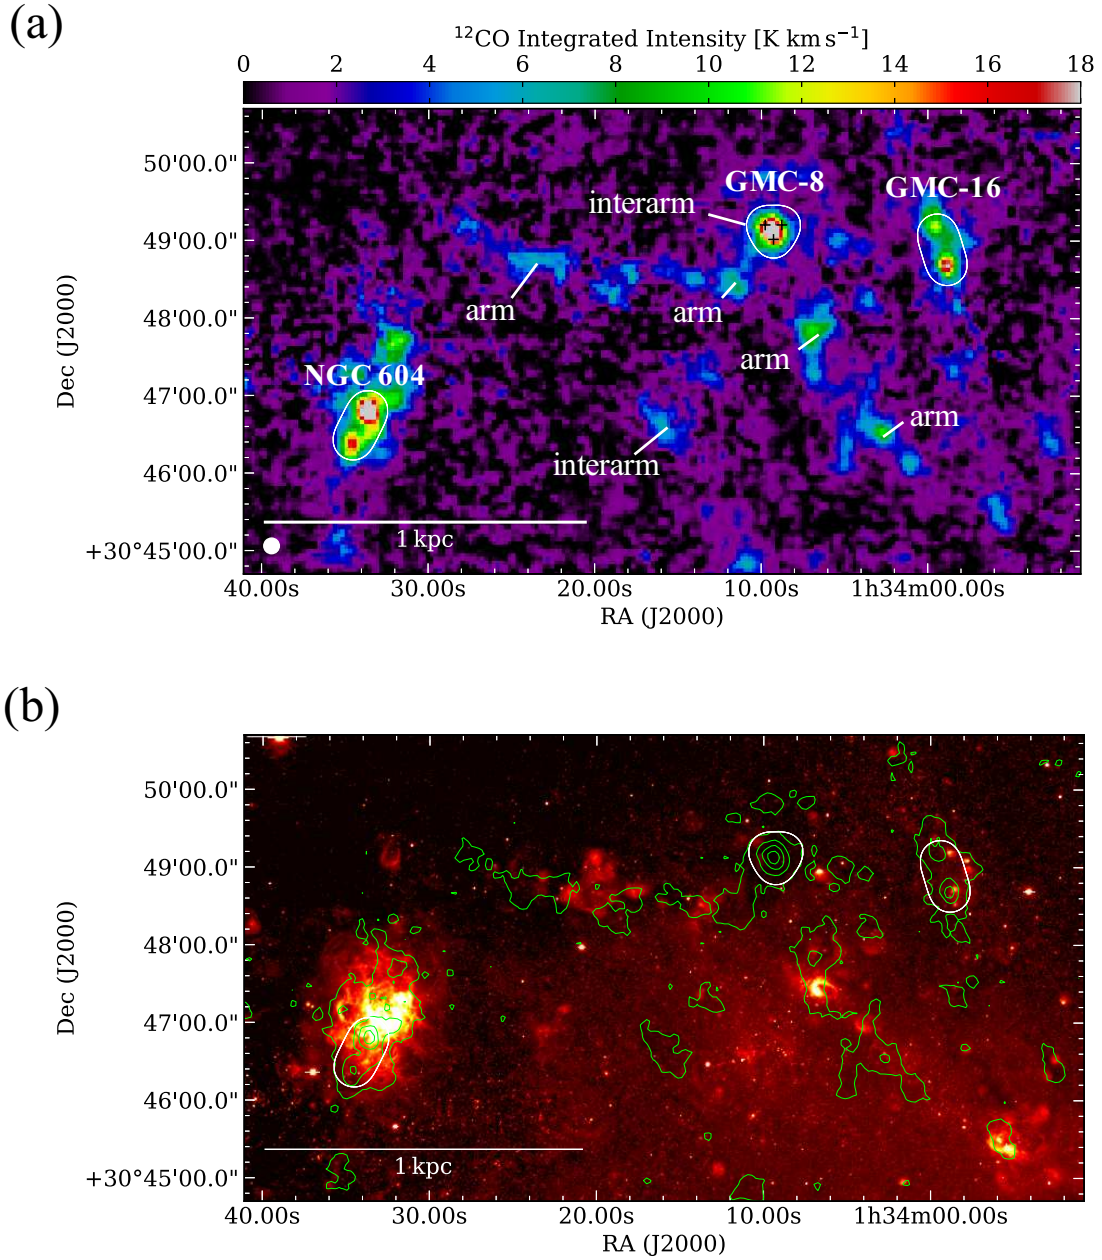 (a)
¹²CO Integrated Intensity [K km s⁻¹]
0 2 4 6 8 10 12 14 16 18
50'00.0"
GMC-8
GMC-16
interarm
49'00.0"
arm
arm
48'00.0"
arm
NGC 604
47'00.0"
arm
interarm
46'00.0"
1 kpc
+30°45'00.0"
Dec (J2000)
40.00s 30.00s 20.00s 10.00s 1h34m00.00s
RA (J2000)
(b)
50'00.0"
49'00.0"
48'00.0"
47'00.0"
46'00.0"
1 kpc
+30°45'00.0"
Dec (J2000)
40.00s 30.00s 20.00s 10.00s 1h34m00.00s
RA (J2000)